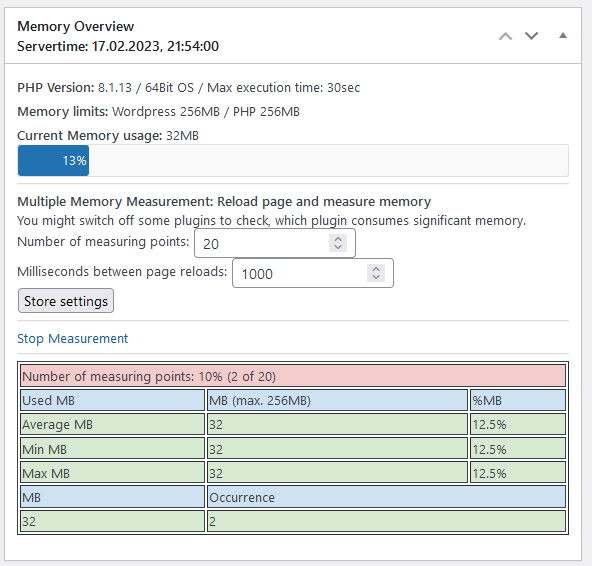 Memory Overview
Servertime: 17.02.2023, 21:54:00
PHP Version: 8.1.13 / 64Bit OS / Max execution time: 30sec
Memory limits: Wordpress 256MB / PHP 256MB
Current Memory usage: 32MB
13%
Multiple Memory Measurement: Reload page and measure memory
You might switch off some plugins to check, which plugin consumes significant memory.
Number of measuring points: 20
Milliseconds between page reloads: 1000
Store settings
Stop Measurement
Number of measuring points: 10% (2 of 20)
Used MB MB (max. 256MB) %MB
Average MB 32 12.5%
Min MB 32 12.5%
Max MB 32 12.5%
MB Occurrence
32 2